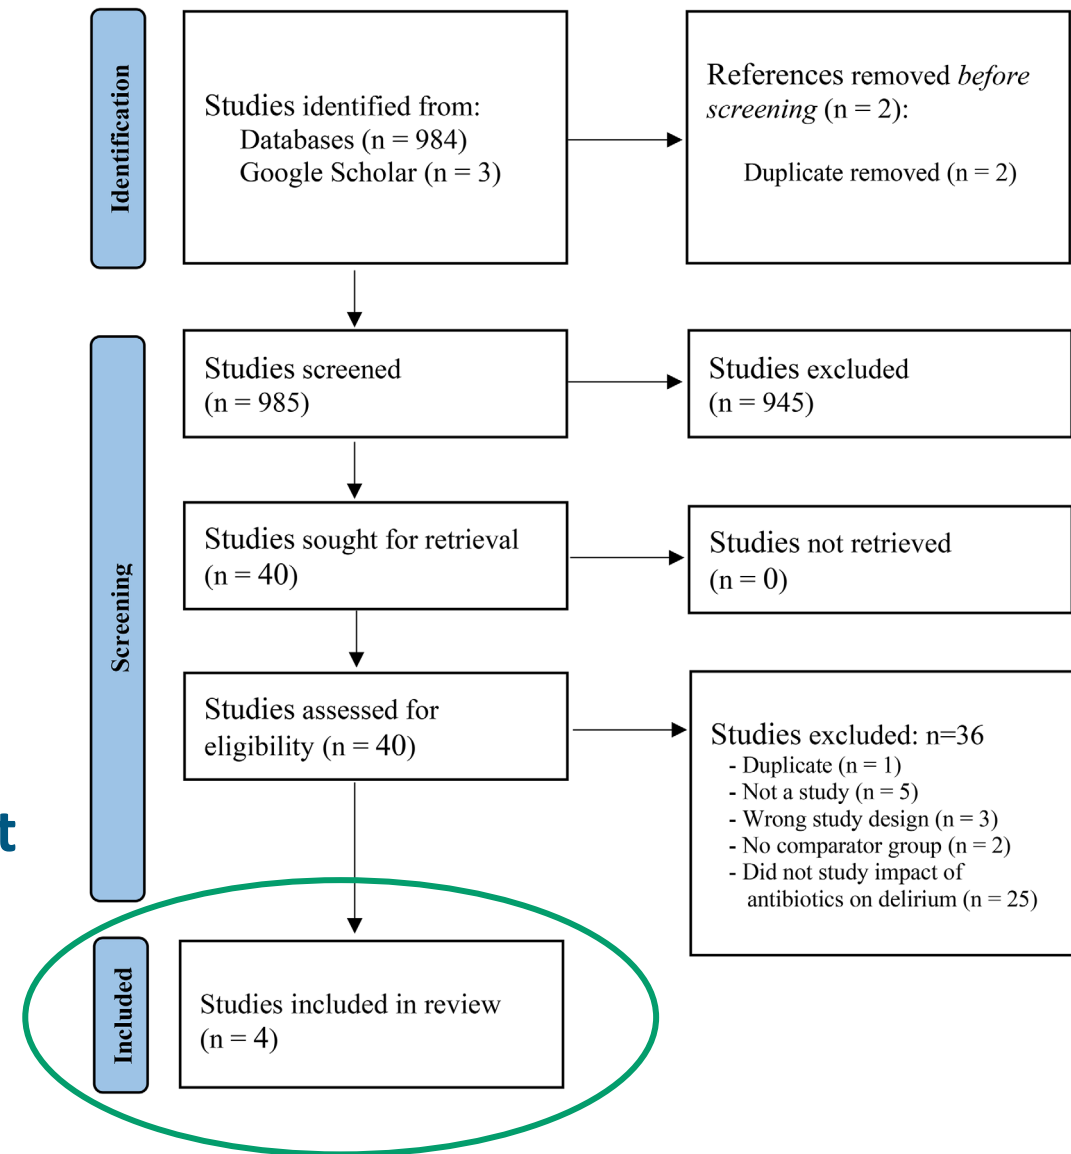 Identification
Studies identified from:
Databases (n = 984)
Google Scholar (n = 3)
References removed before
screening (n = 2):
Duplicate removed (n = 2)
Screening
Studies screened
(n = 985)
Studies excluded
(n = 945)
Studies sought for retrieval
(n = 40)
Studies not retrieved
(n = 0)
Studies assessed for
eligibility (n = 40)
Studies excluded: n=36
- Duplicate (n = 1)
- Not a study (n = 5)
- Wrong study design (n = 3)
- No comparator group (n = 2)
- Did not study impact of
antibiotics on delirium (n = 25)
t
Included
Studies included in review
(n = 4)